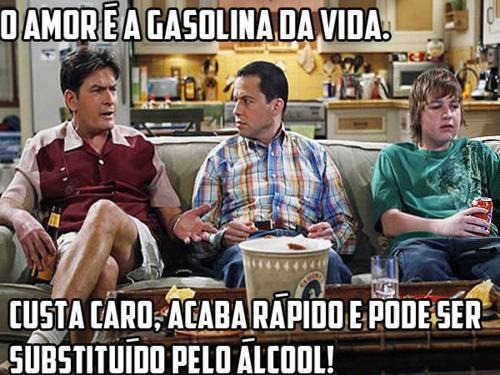 O AMOR É A GASOLINA DA VIDA.
CUSTA CARO, ACABA RÁPIDO E PODE SER
SUBSTITUÍDO PELO ÁLCOOL!